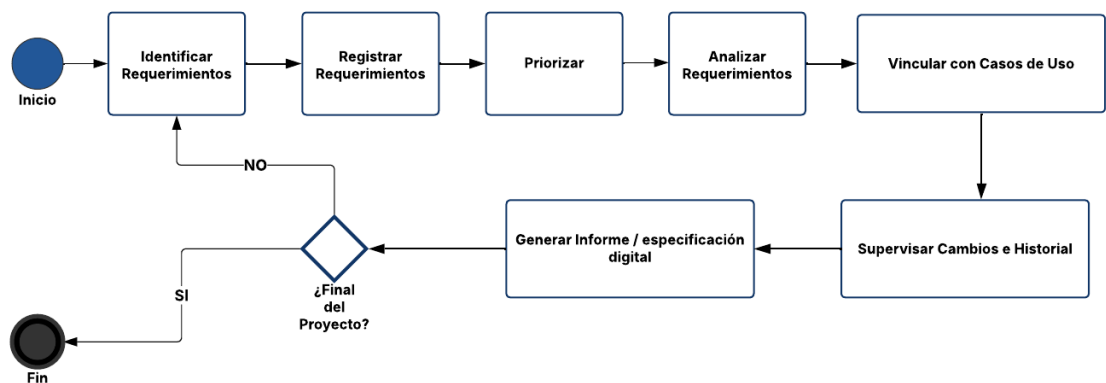 Inicio
Identificar
Requerimientos
Registrar
Requerimientos
Priorizar
Analizar
Requerimientos
Vincular con Casos de Uso
NO
Supervisar Cambios e Historial
Generar Informe / especificación
digital
¿Final
del
Proyecto?
SI
Fin